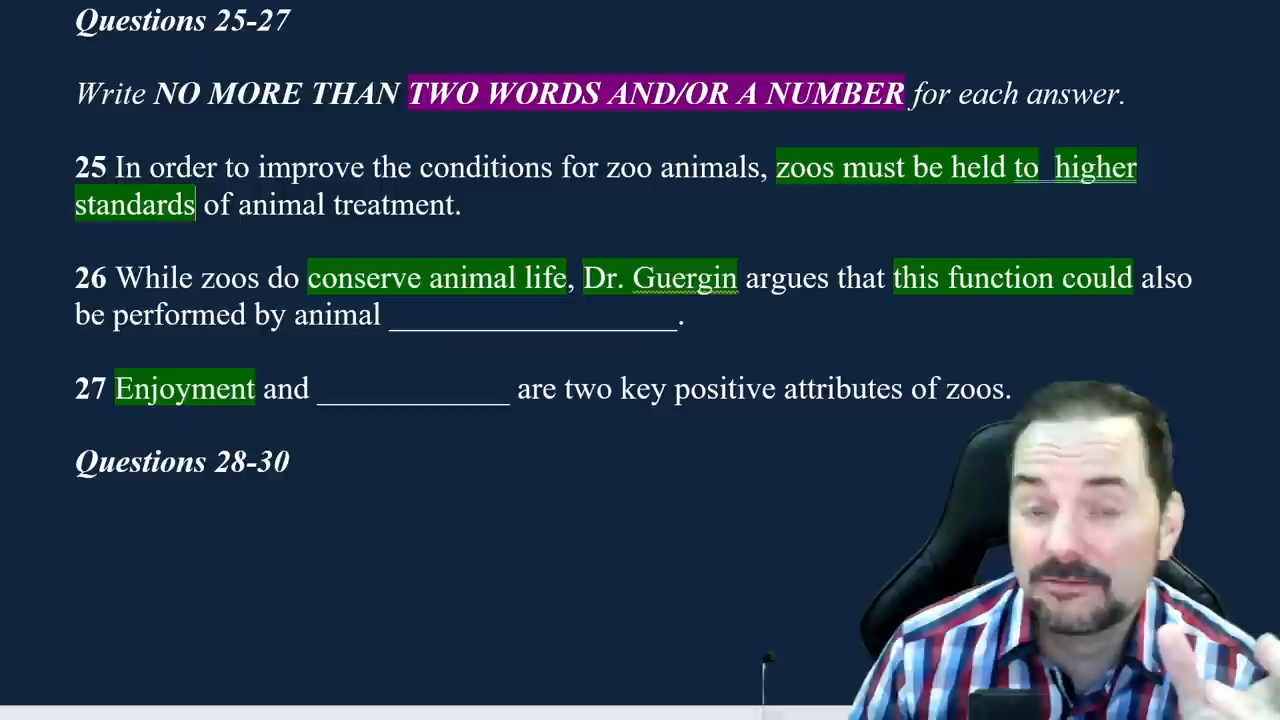 Questions 25-27
Write NO MORE THAN TWO WORDS AND/OR A NUMBER for each answer.
25 In order to improve the conditions for zoo animals, zoos must be held to  higher
standards of animal treatment.
26 While zoos do conserve animal life, Dr. Guergin argues that this function could also
be performed by animal ___________________.
27 Enjoyment and _____________ are two key positive attributes of zoos.
Questions 28-30